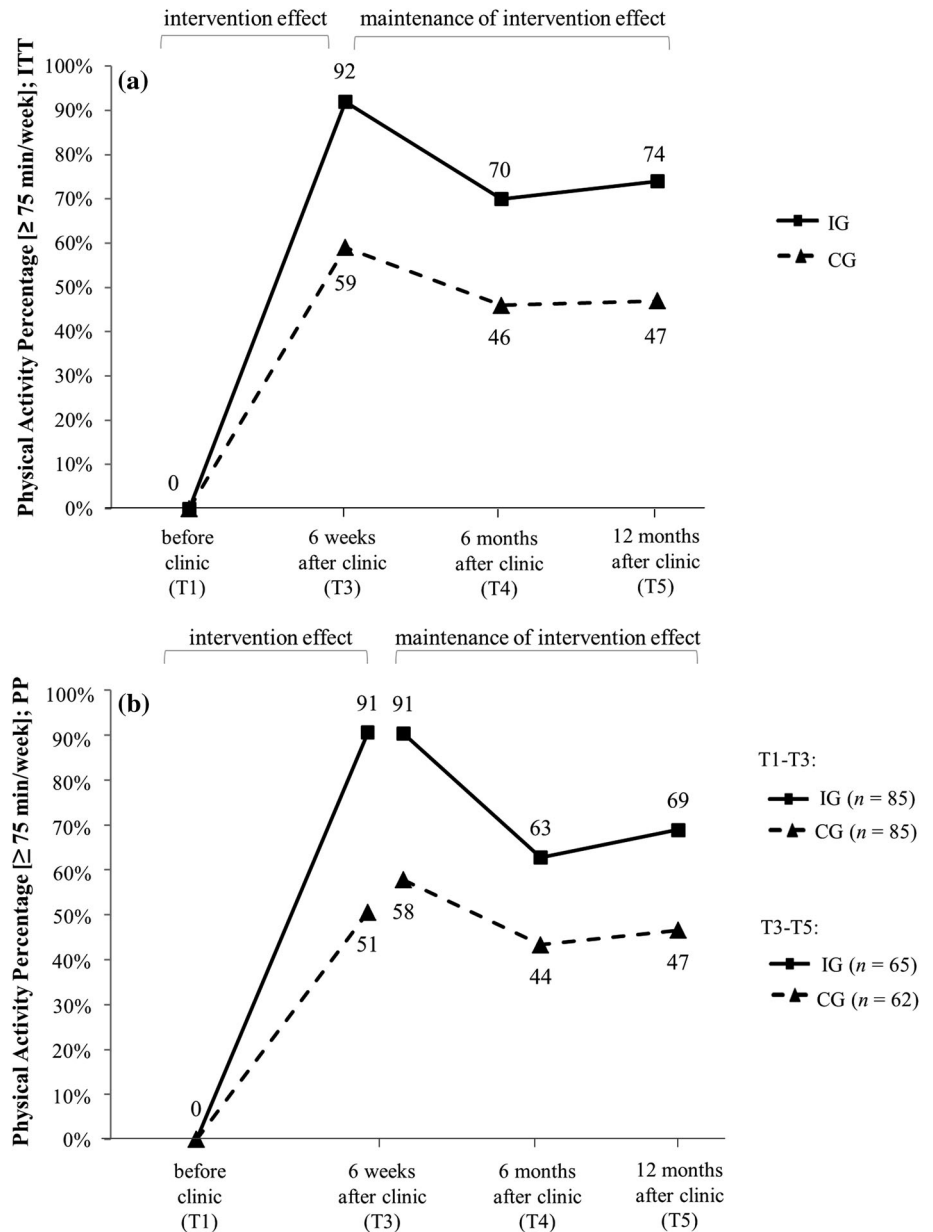 intervention effect maintenance of intervention effect
(a)
Physical Activity Percentage [≥ 75 min/week]; ITT
100%
90%
80%
70%
60%
50%
40%
30%
20%
10%
0%
0
92
70
74
59
46
47
IG
CG
before
clinic
(T1)
6 weeks
after clinic
(T3)
6 months
after clinic
(T4)
12 months
after clinic
(T5)
intervention effect maintenance of intervention effect
(b)
Physical Activity Percentage [≥ 75 min/week]; PP
100%
90%
80%
70%
60%
50%
40%
30%
20%
10%
0%
0
91
91
63
69
51
58
44
47
T1-T3:
IG (n = 85)
CG (n = 85)
T3-T5:
IG (n = 65)
CG (n = 62)
before
clinic
(T1)
6 weeks
after clinic
(T3)
6 months
after clinic
(T4)
12 months
after clinic
(T5)